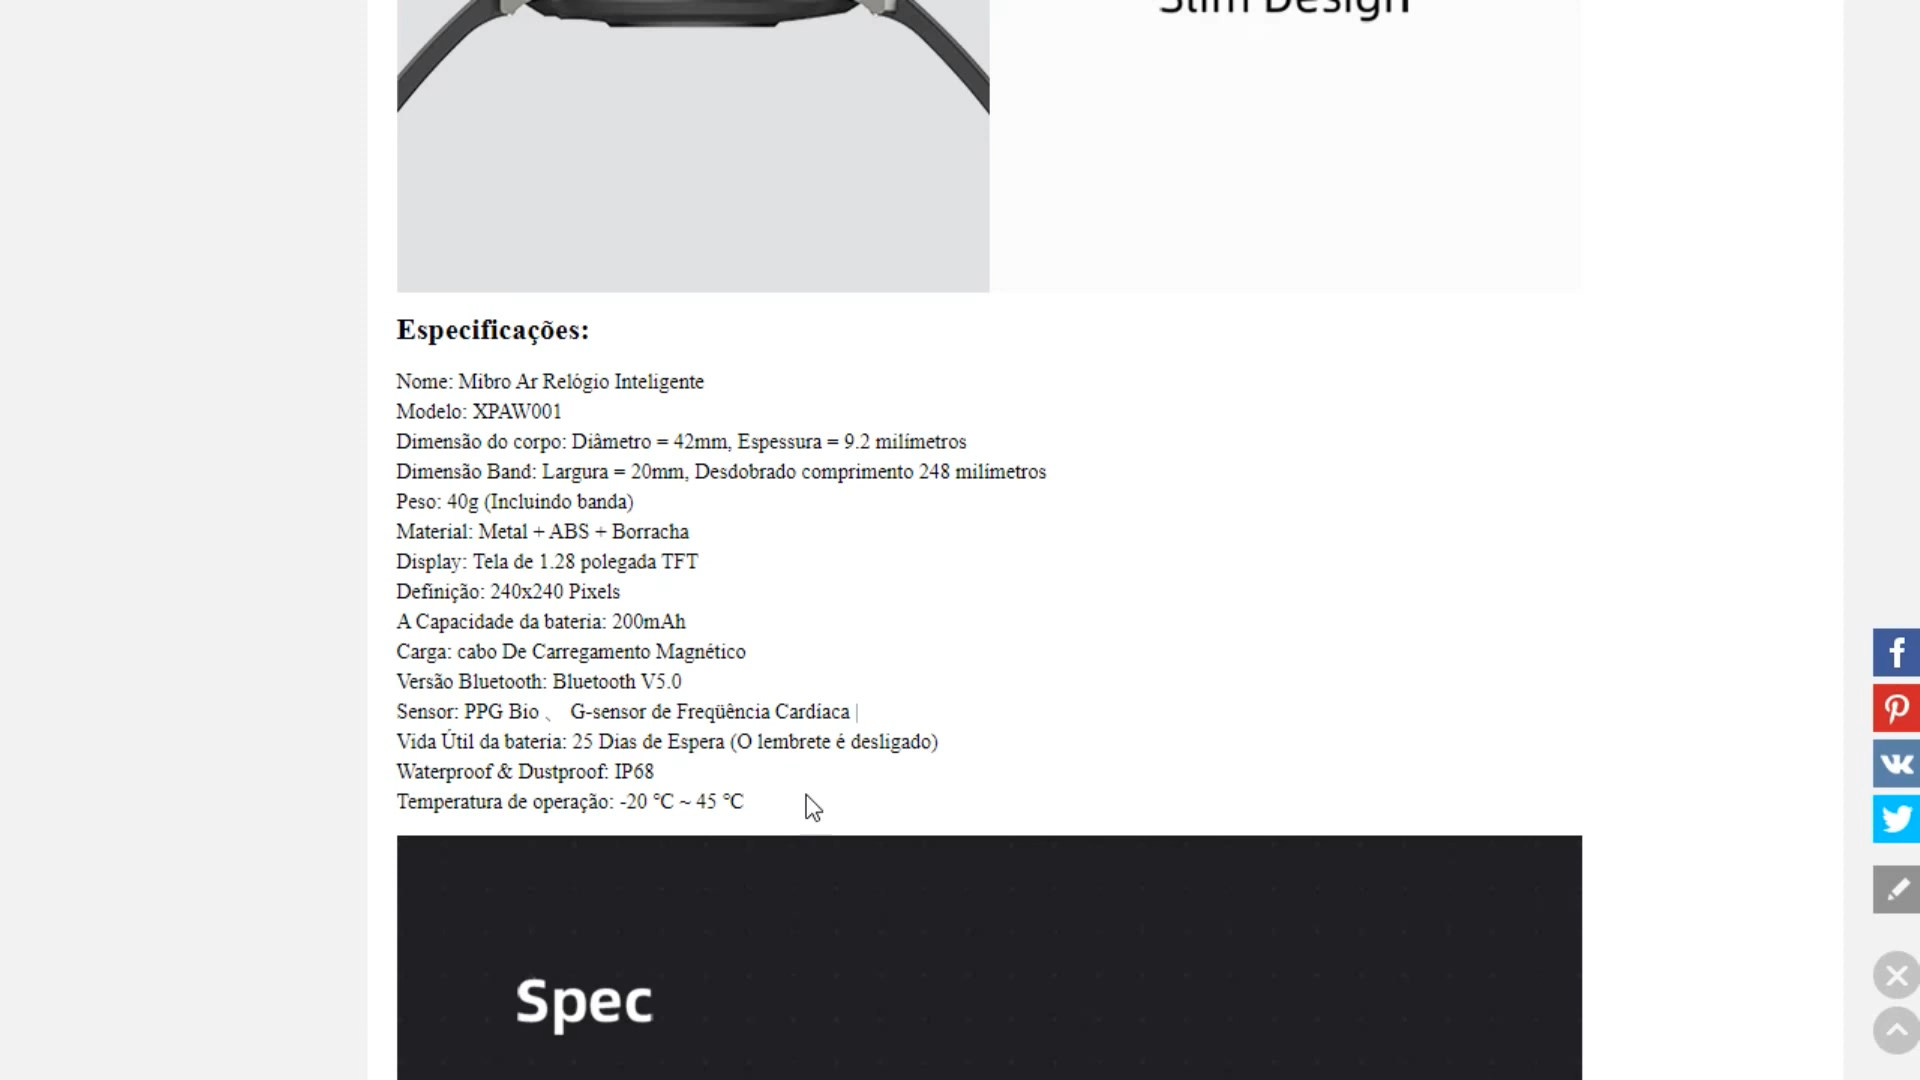 Slim Design
Especificações:
Nome: Mibro Ar Relógio Inteligente
Modelo: XPAW001
Dimensão do corpo: Diâmetro = 42mm, Espessura = 9.2 milímetros
Dimensão Band: Largura = 20mm, Desdobrado comprimento 248 milímetros
Peso: 40g (Incluindo banda)
Material: Metal + ABS + Borracha
Display: Tela de 1.28 polegada TFT
Definição: 240x240 Pixels
A Capacidade da bateria: 200mAh
Carga: cabo De Carregamento Magnético
Versão Bluetooth: Bluetooth V5.0
Sensor: PPG Bio 、 G-sensor de Freqüência Cardíaca |
Vida Útil da bateria: 25 Dias de Espera (O lembrete é desligado)
Waterproof & Dustproof: IP68
Temperatura de operação: -20 ℃ ~ 45 ℃
Spec